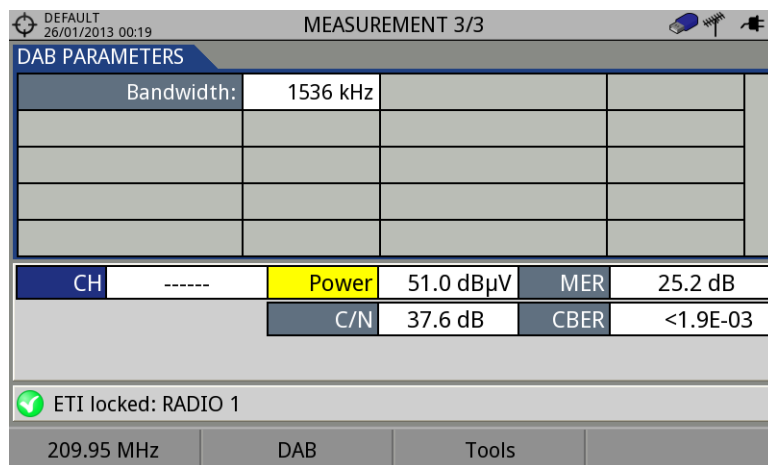 DEFAULT
26/01/2013 00:19
MEASUREMENT 3/3
DAB PARAMETERS
Bandwidth: 1536 kHz
CH ------ Power 51.0 dBµV MER 25.2 dB
C/N 37.6 dB CBER <1.9E-03
ETI locked: RADIO 1
209.95 MHz DAB Tools